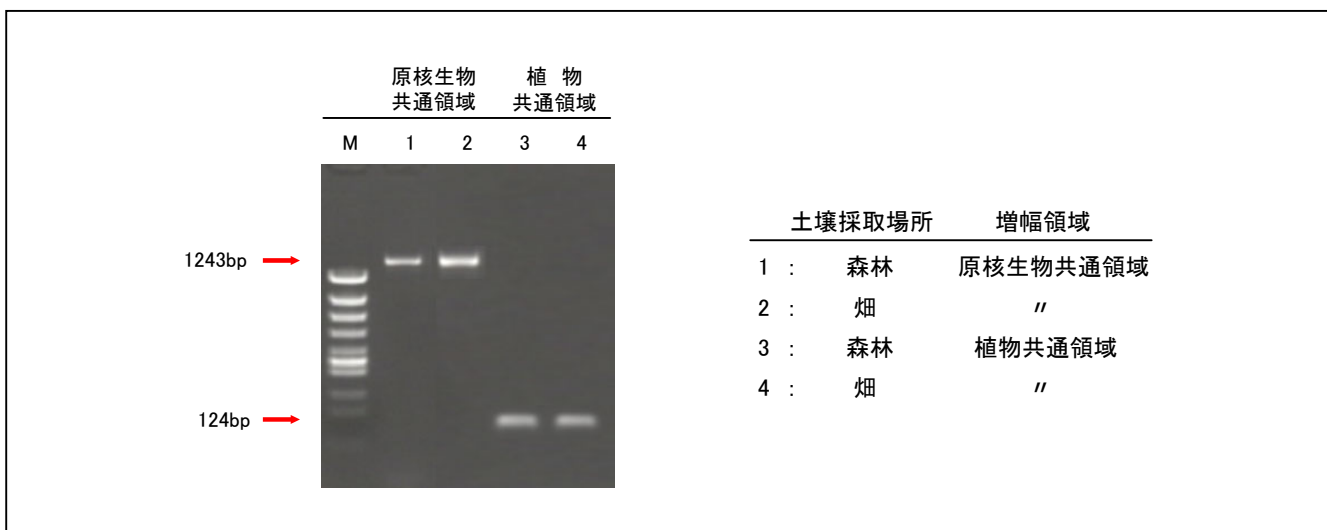 原核生物 植 物
共通領域 共通領域
M 1 2 3 4
1243bp
124bp
土壌採取場所 増幅領域
1 : 森林 原核生物共通領域
2 : 畑 〃
3 : 森林 植物共通領域
4 : 畑 〃